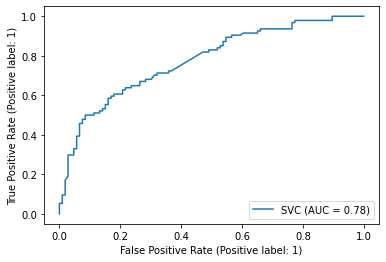 1.0
0.8
0.6
0.4
0.2
0.0
True Positive Rate (Positive label: 1)
SVC (AUC = 0.78)
0.0 0.2 0.4 0.6 0.8 1.0
False Positive Rate (Positive label: 1)